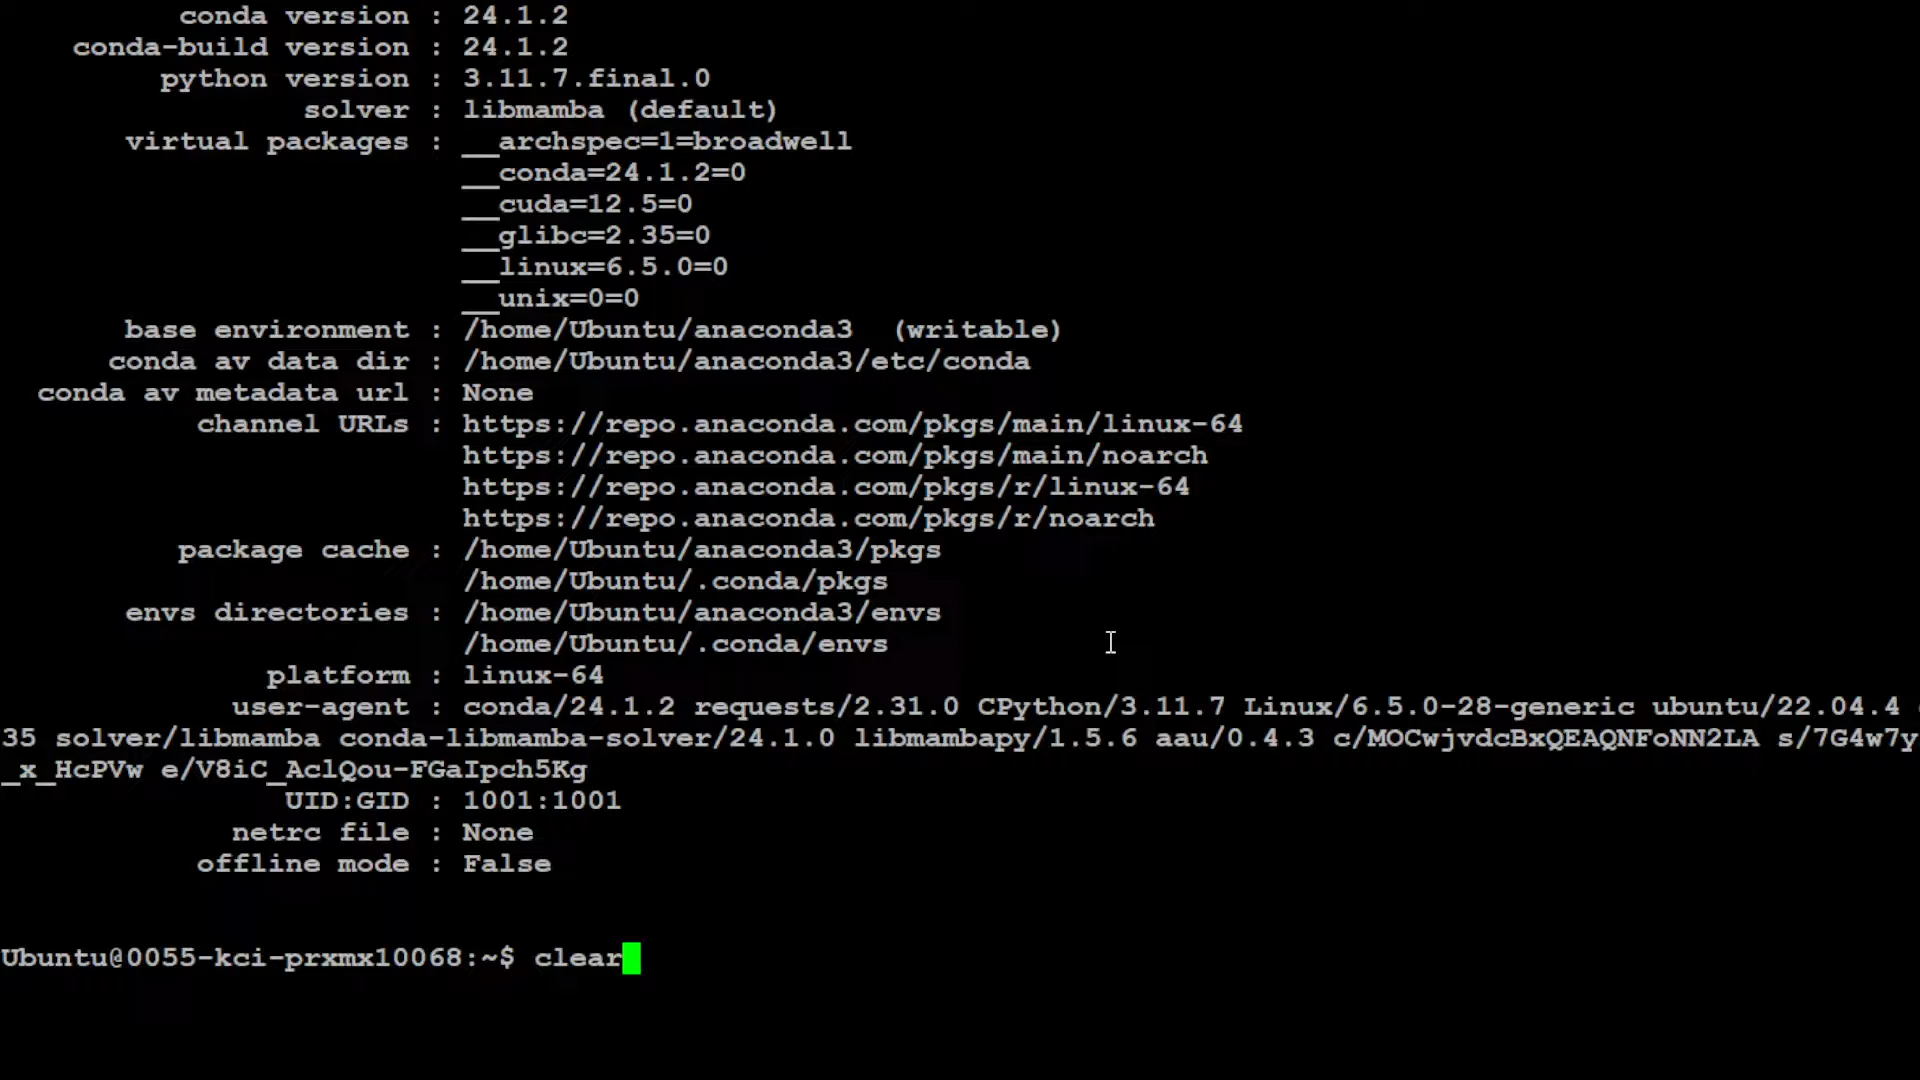 conda version : 24.1.2
conda-build version : 24.1.2
python version : 3.11.7.final.0
solver : libmamba (default)
virtual packages : __archspec=1=broadwell
__conda=24.1.2=0
__cuda=12.5=0
__glibc=2.35=0
__linux=6.5.0=0
__unix=0=0
base environment : /home/Ubuntu/anaconda3  (writable)
conda av data dir : /home/Ubuntu/anaconda3/etc/conda
conda av metadata url : None
channel URLs : https://repo.anaconda.com/pkgs/main/linux-64
https://repo.anaconda.com/pkgs/main/noarch
https://repo.anaconda.com/pkgs/r/linux-64
https://repo.anaconda.com/pkgs/r/noarch
package cache : /home/Ubuntu/anaconda3/pkgs
/home/Ubuntu/.conda/pkgs
envs directories : /home/Ubuntu/anaconda3/envs
/home/Ubuntu/.conda/envs
platform : linux-64
user-agent : conda/24.1.2 requests/2.31.0 CPython/3.11.7 Linux/6.5.0-28-generic ubuntu/22.04.4
35 solver/libmamba conda-libmamba-solver/24.1.0 libmambapy/1.5.6 aau/0.4.3 c/MOCwjvdcBxQEAQNFoNN2LA s/7G4w7y
_x_HcPVw e/V8iC_AclQou-FGaIpch5Kg
UID:GID : 1001:1001
netrc file : None
offline mode : False
Ubuntu@0055-kci-prxmx10068:~$ clear